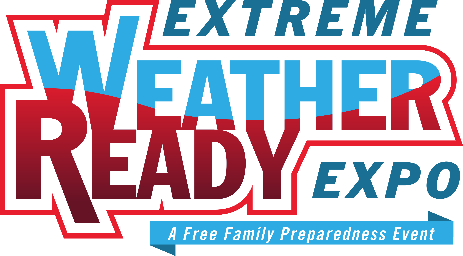 EXTREME
WEATHER
READY
EXPO
A Free Family Preparedness Event